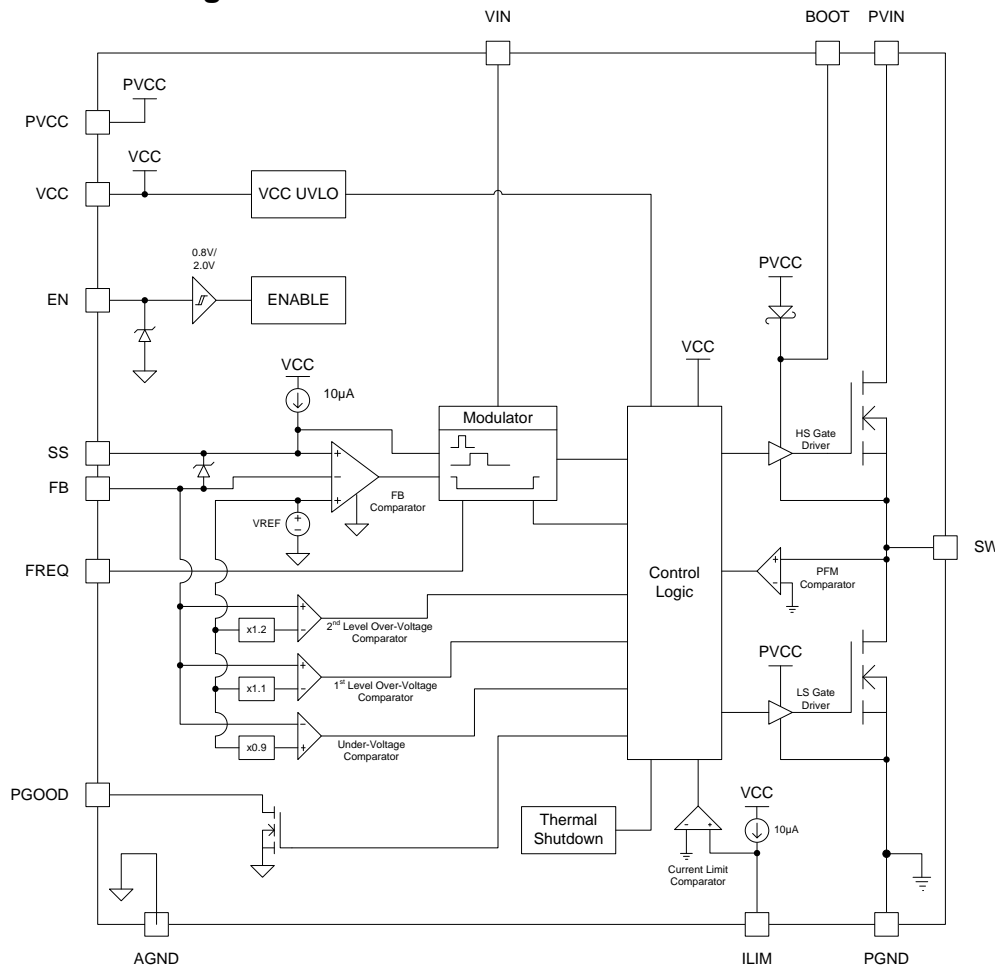 VIN
BOOT
PVIN
PVCC
PVCC
VCC
VCC
VCC UVLO
0.8V/
2.0V
EN
ENABLE
PVCC
VCC
VCC
10µA
Modulator
SS
HS Gate
Driver
FB
FB
Comparator
VREF
SW
FREQ
Control
Logic
PFM
Comparator
x1.2
2nd Level Over-Voltage
Comparator
PVCC
x1.1
1st Level Over-Voltage
Comparator
LS Gate
Driver
x0.9
Under-Voltage
Comparator
PGOOD
VCC
Thermal
Shutdown
10µA
Current Limit
Comparator
AGND
ILIM
PGND